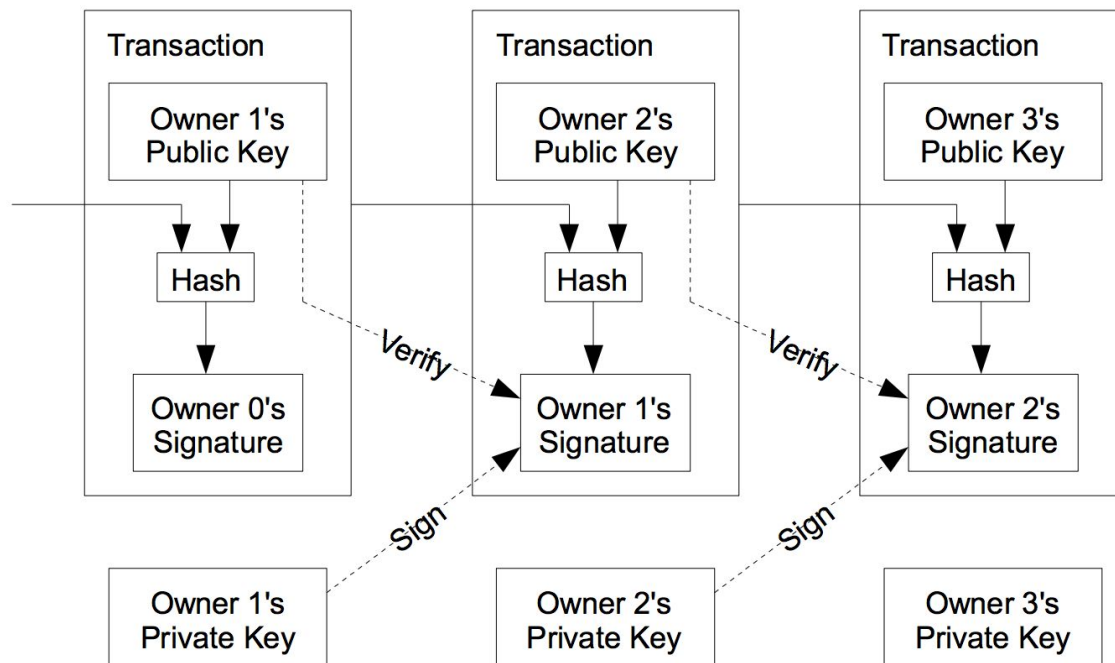 Transaction
Owner 1's
Public Key
Hash
Owner 0's
Signature
Transaction
Owner 2's
Public Key
Hash
Verify
Owner 1's
Signature
Transaction
Owner 3's
Public Key
Hash
Verify
Owner 2's
Signature
Sign
Sign
Owner 1's
Private Key
Owner 2's
Private Key
Owner 3's
Private Key